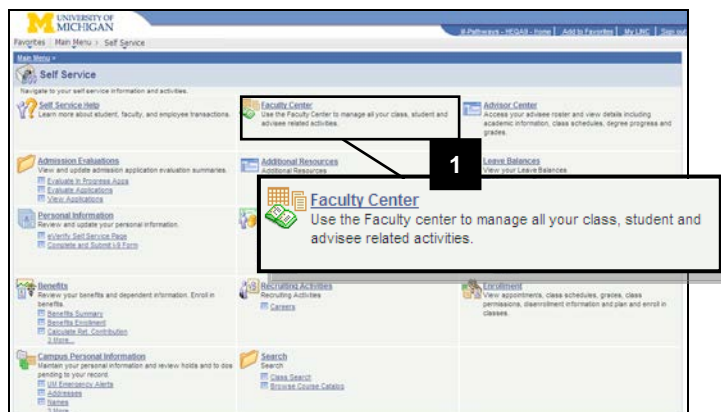 UNIVERSITY OF
MICHIGAN
M-Pathways - HEQA8 - home | Add to Favorites | My LINC | Sign out
Favorites | Main Menu > Self Service
Main Menu >
Self Service
Navigate to your self service information and activities.
Self Service Help
Learn more about student, faculty, and employee transactions.
Faculty Center
Use the Faculty Center to manage all your class, student and
advisee related activities.
Advisor Center
Access your advisee roster and view details including
academic information, class schedules, degree progress and
grades.
Admission Evaluations
View and update admission application evaluation summaries.
Evaluate In Progress Apps
Evaluate Applications
View Applications
Additional Resources
Additional Resources
Leave Balances
View your Leave Balances
1
Faculty Center
Use the Faculty center to manage all your class, student and
advisee related activities.
Personal Information
Review and update your personal information.
eVerify Self Service Page
Complete and Submit I-9 Form
Benefits
Review your benefits and dependent information. Enroll in
benefits.
Benefits Summary
Benefits Enrollment
Calculate Ret. Contribution
2 More...
Recruiting Activities
Recruiting Activities
Careers
Enrollment
View appointments, class schedules, grades, class
permissions, disenrollment information and plan and enroll in
classes.
Campus Personal Information
Maintain your personal information and review holds and to dos
pending to your record.
UM Emergency Alerts
Addresses
Names
2 More...
Search
Search
Class Search
Browse Course Catalog